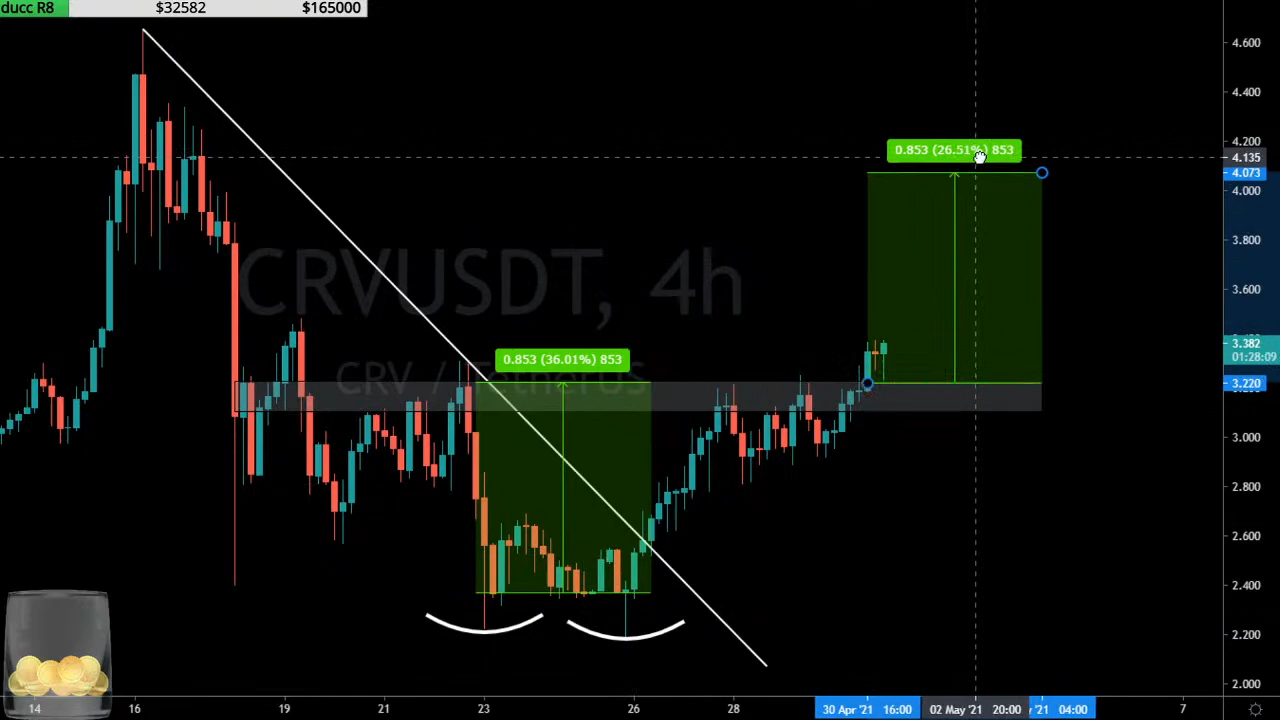 ducc R8 $32582 $165000
4.600
4.400
4.200
0.853 (26.51%) 853
4.135
4.073
4.000
3.800
CRVUSDT, 4h
3.600
3.382
01:28:09
0.853 (36.01%) 853
CRV / TetherUS
3.220
3.000
2.800
2.600
2.400
2.200
2.000
14 16 19 21 23 26 28 30 Apr '21 16:00 02 May '21 20:00 '21 04:00 7